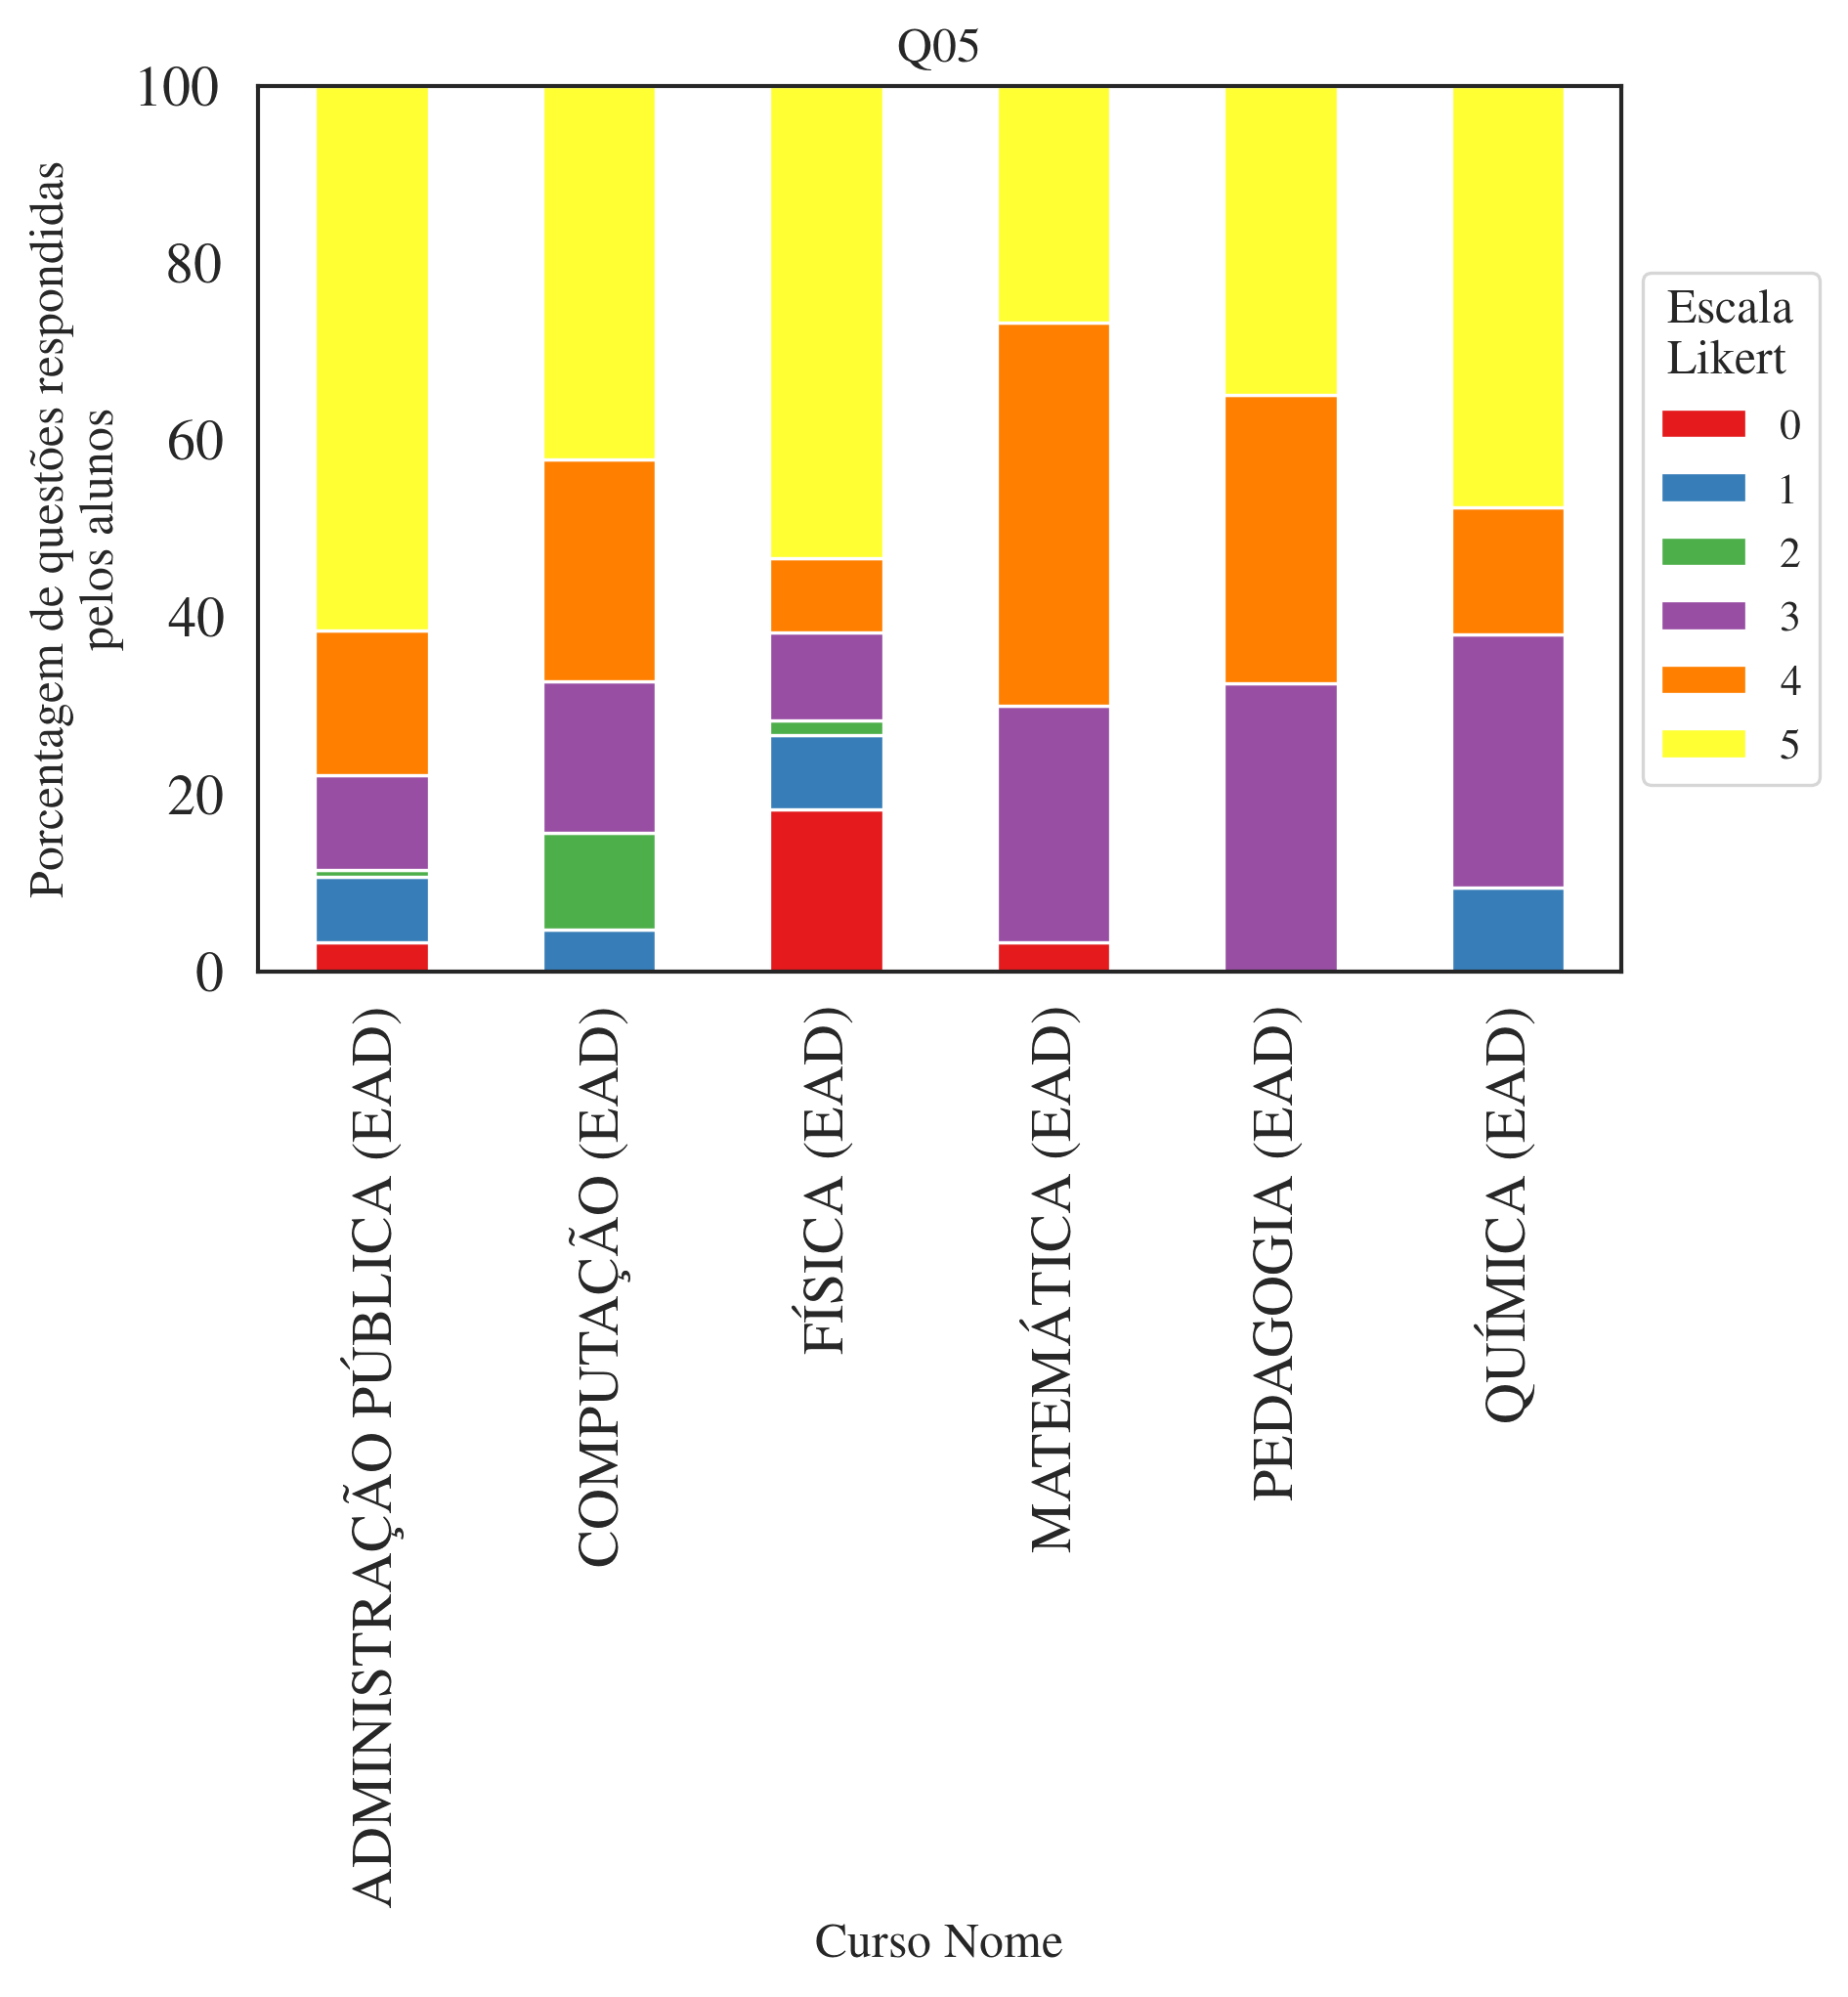 Q05
Porcentagem de questões respondidas
pelos alunos
100
80
60
40
20
0
Escala
Likert
0
1
2
3
4
5
ADMINISTRAÇÃO PÚBLICA (EAD)
COMPUTAÇÃO (EAD)
FÍSICA (EAD)
MATEMÁTICA (EAD)
PEDAGOGIA (EAD)
QUÍMICA (EAD)
Curso Nome